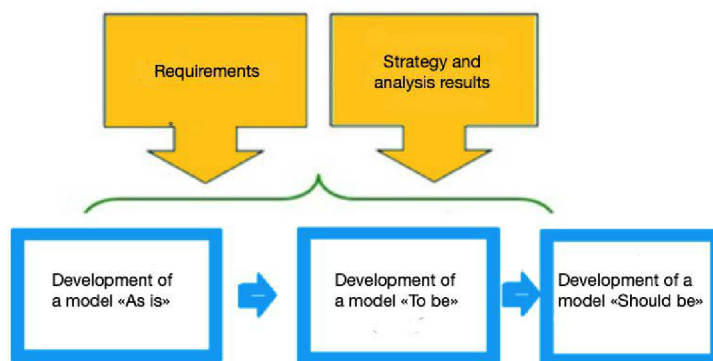 Requirements
Strategy and
analysis results
Development of
a model «As is»
Development of
a model «To be»
Development of a
model «Should be»